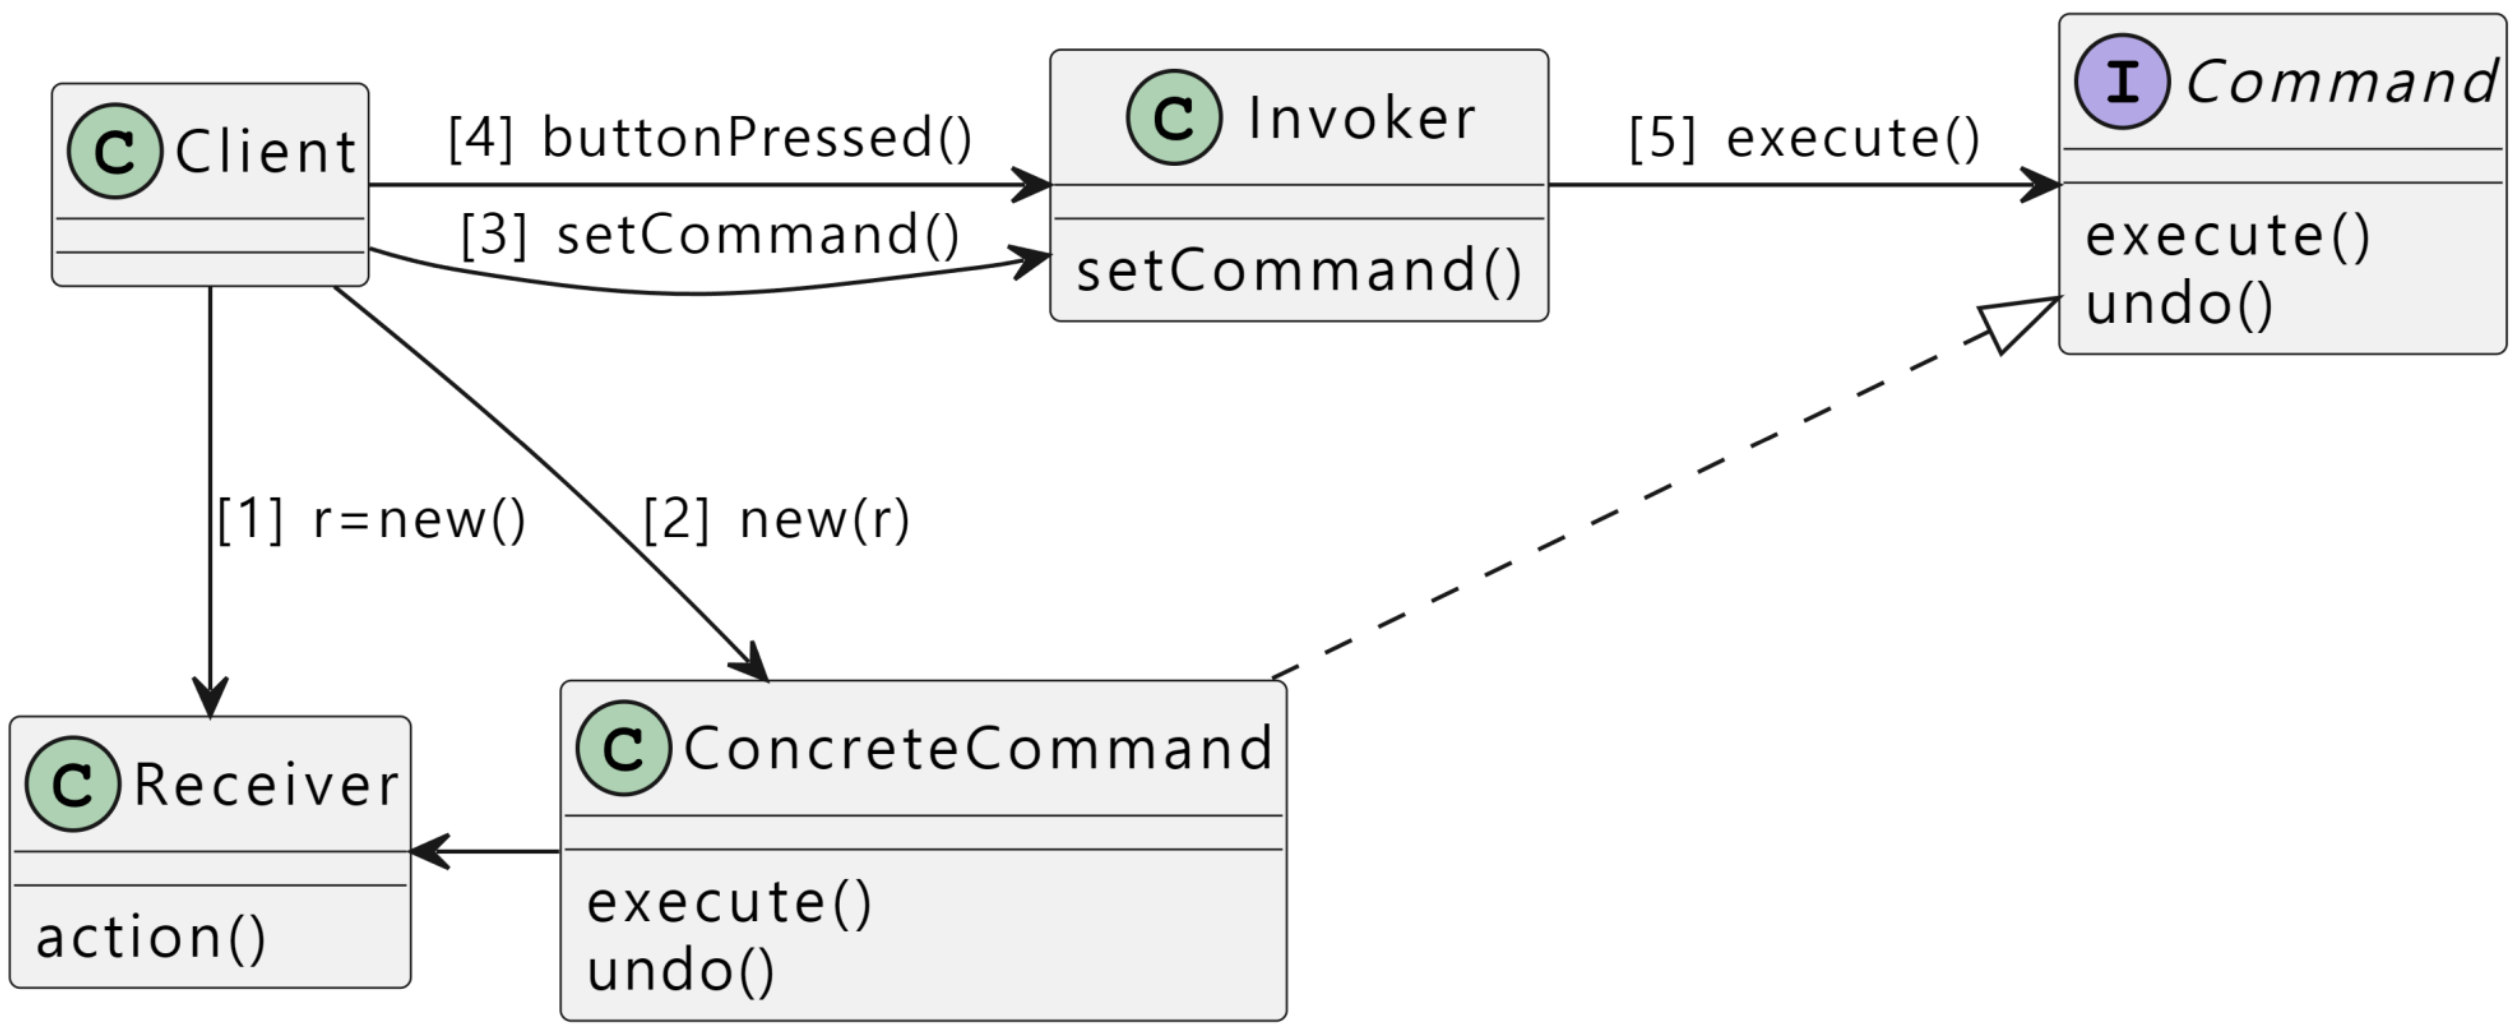 C Client
[4] buttonPressed()
[3] setCommand()
C Invoker
setCommand()
[5] execute()
I Command
execute()
undo()
[1] r=new()
[2] new(r)
C Receiver
action()
C ConcreteCommand
execute()
undo()